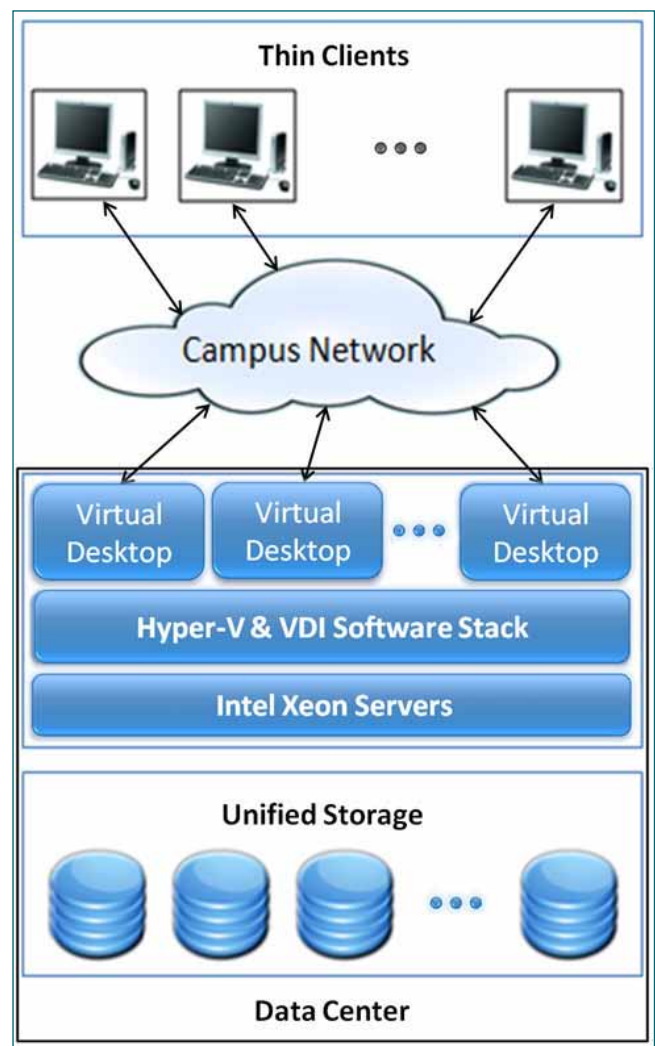 Thin Clients
Campus Network
Virtual
Desktop
Virtual
Desktop
Virtual
Desktop
Hyper-V & VDI Software Stack
Intel Xeon Servers
Unified Storage
Data Center